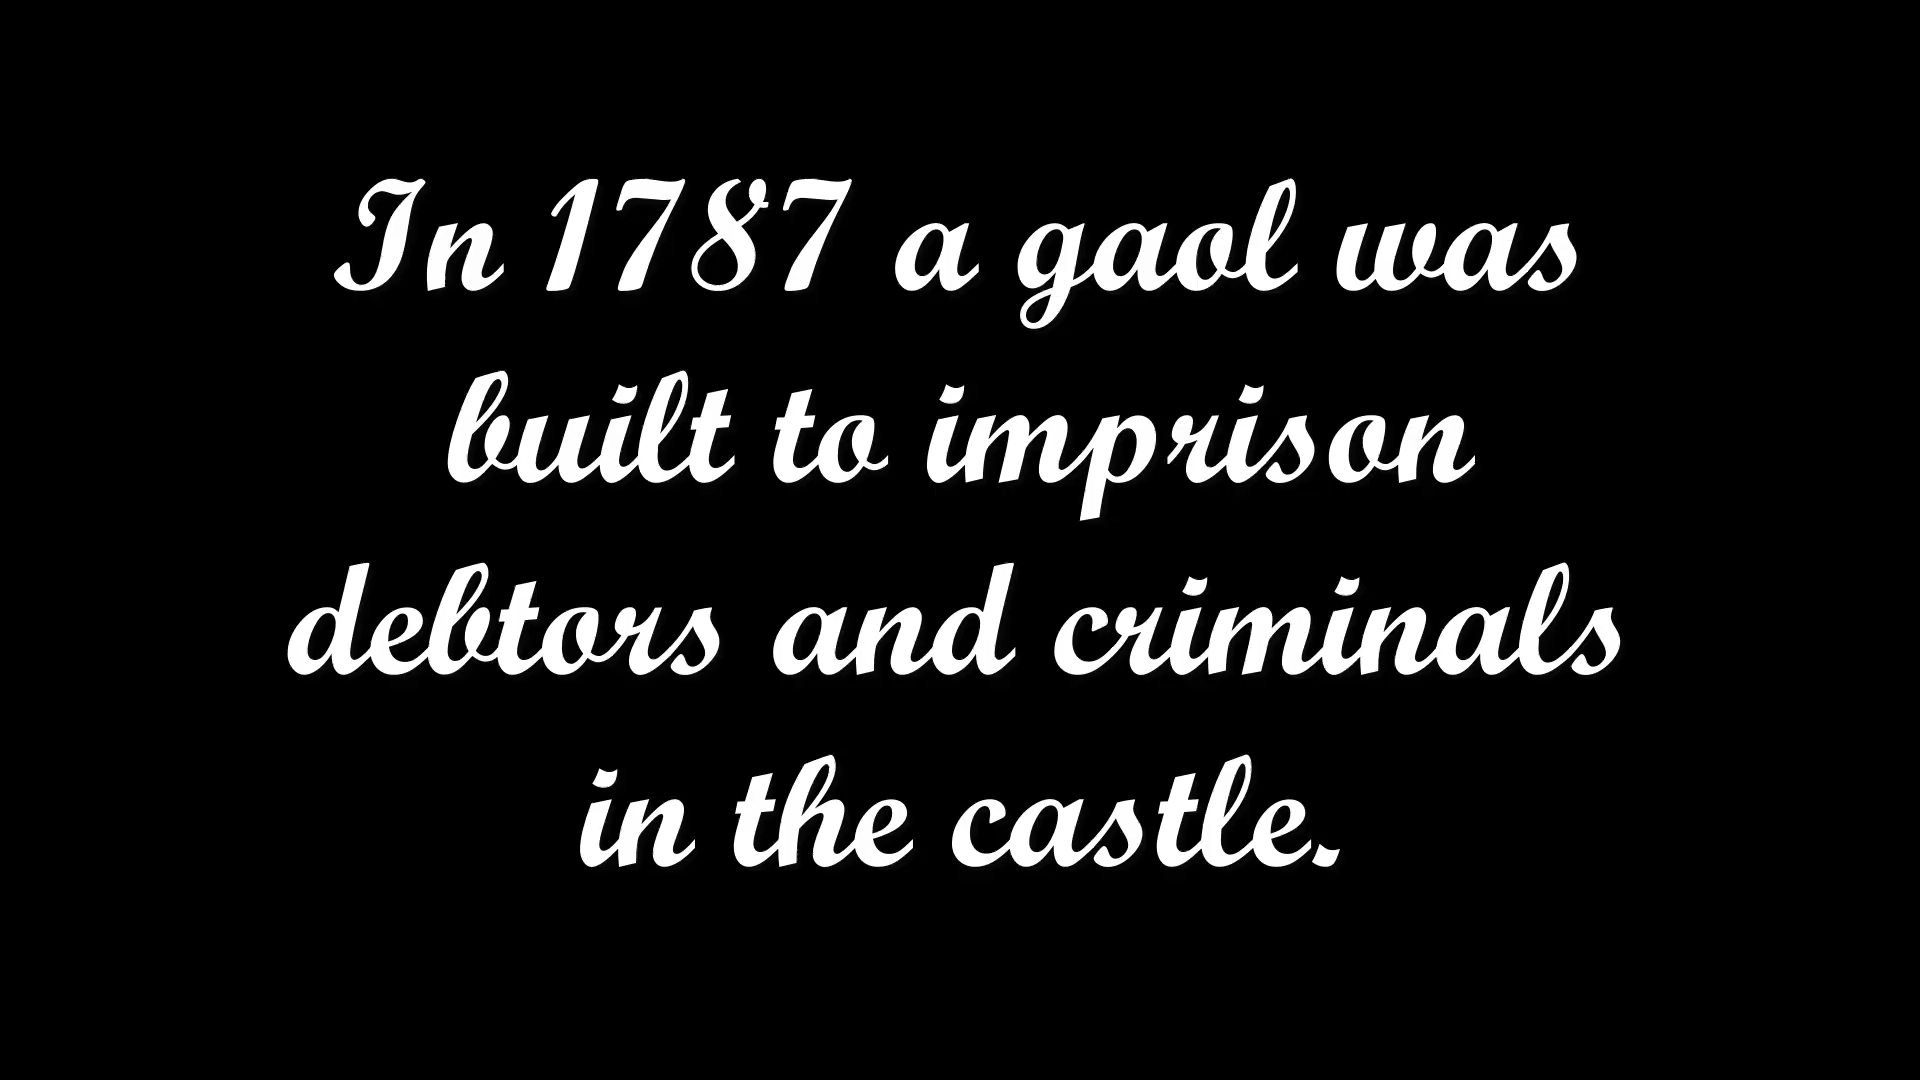 In 1787 a gaol was
built to imprison
debtors and criminals
in the castle.